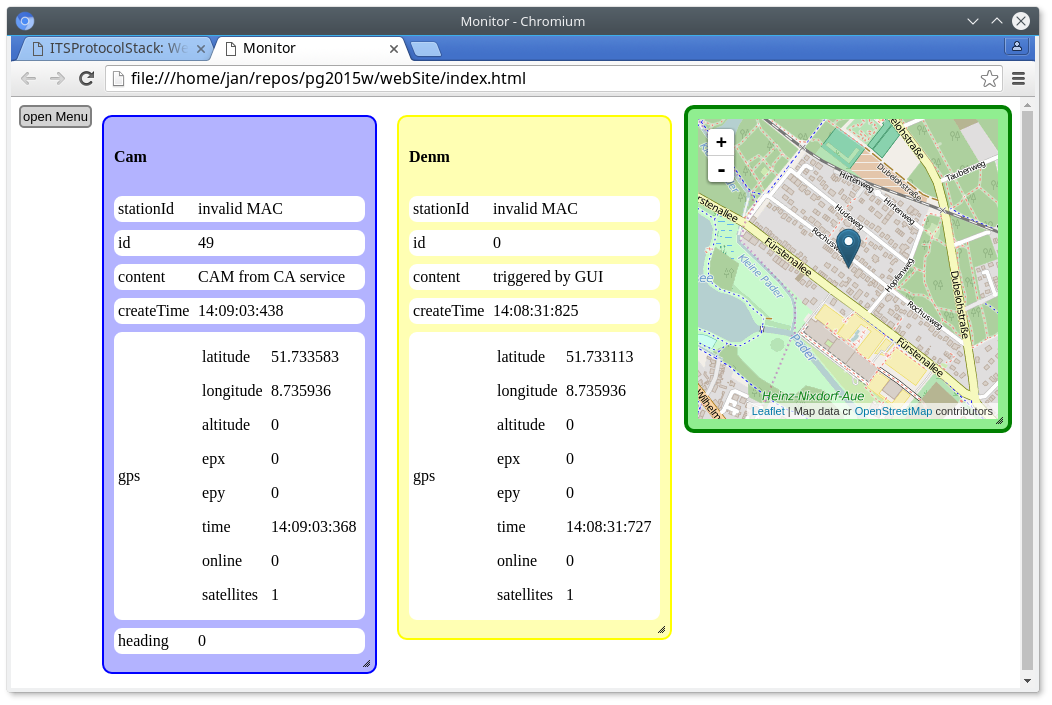 Monitor - Chromium
ITSProtocolStack: We
Monitor
file:///home/jan/repos/pg2015w/webSite/index.html
open Menu
Cam
stationId invalid MAC
id 49
content CAM from CA service
createTime 14:09:03:438
gps
latitude 51.733583
longitude 8.735936
altitude 0
epx 0
epy 0
time 14:09:03:368
online 0
satellites 1
heading 0
Denm
stationId invalid MAC
id 0
content triggered by GUI
createTime 14:08:31:825
gps
latitude 51.733113
longitude 8.735936
altitude 0
epx 0
epy 0
time 14:08:31:727
online 0
satellites 1
+
-
elohstraße
Taubenweg
Dubelohstraße
Hirtenweg
Hirtenweg
Hudeweg
Rochusweg
Fürstenallee
Hopfenweg
Kleine Pader
Dubelohstraße
Rochusweg
Fürstenallee
Pader
Heinz-Nixdorf-Aue
Wilhelm
Leaflet | Map data cr OpenStreetMap contributors